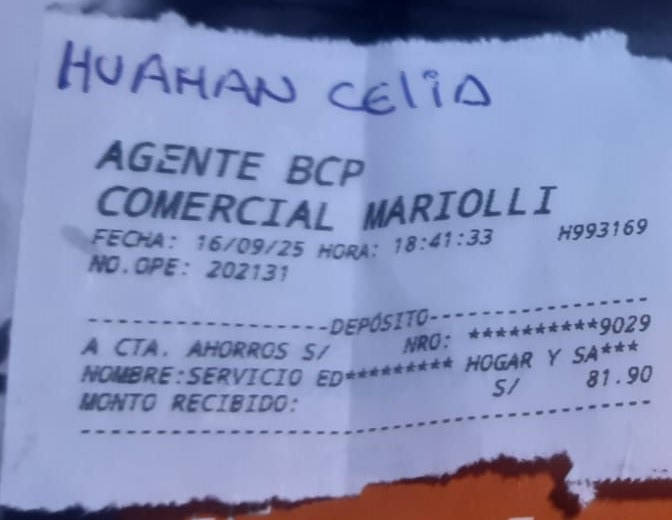 HUAHAN CELIA
AGENTE BCP
COMERCIAL MARIOLLI
FECHA: 16/09/25 HORA: 18:41:33 H993169
NO.OPE: 202131
------------------DEPÓSITO------------------
A CTA. AHORROS S/ NRO: **********9029
NOMBRE:SERVICIO ED********* HOGAR Y SA***
MONTO RECIBIDO: S/ 81.90
--------------------------------------------